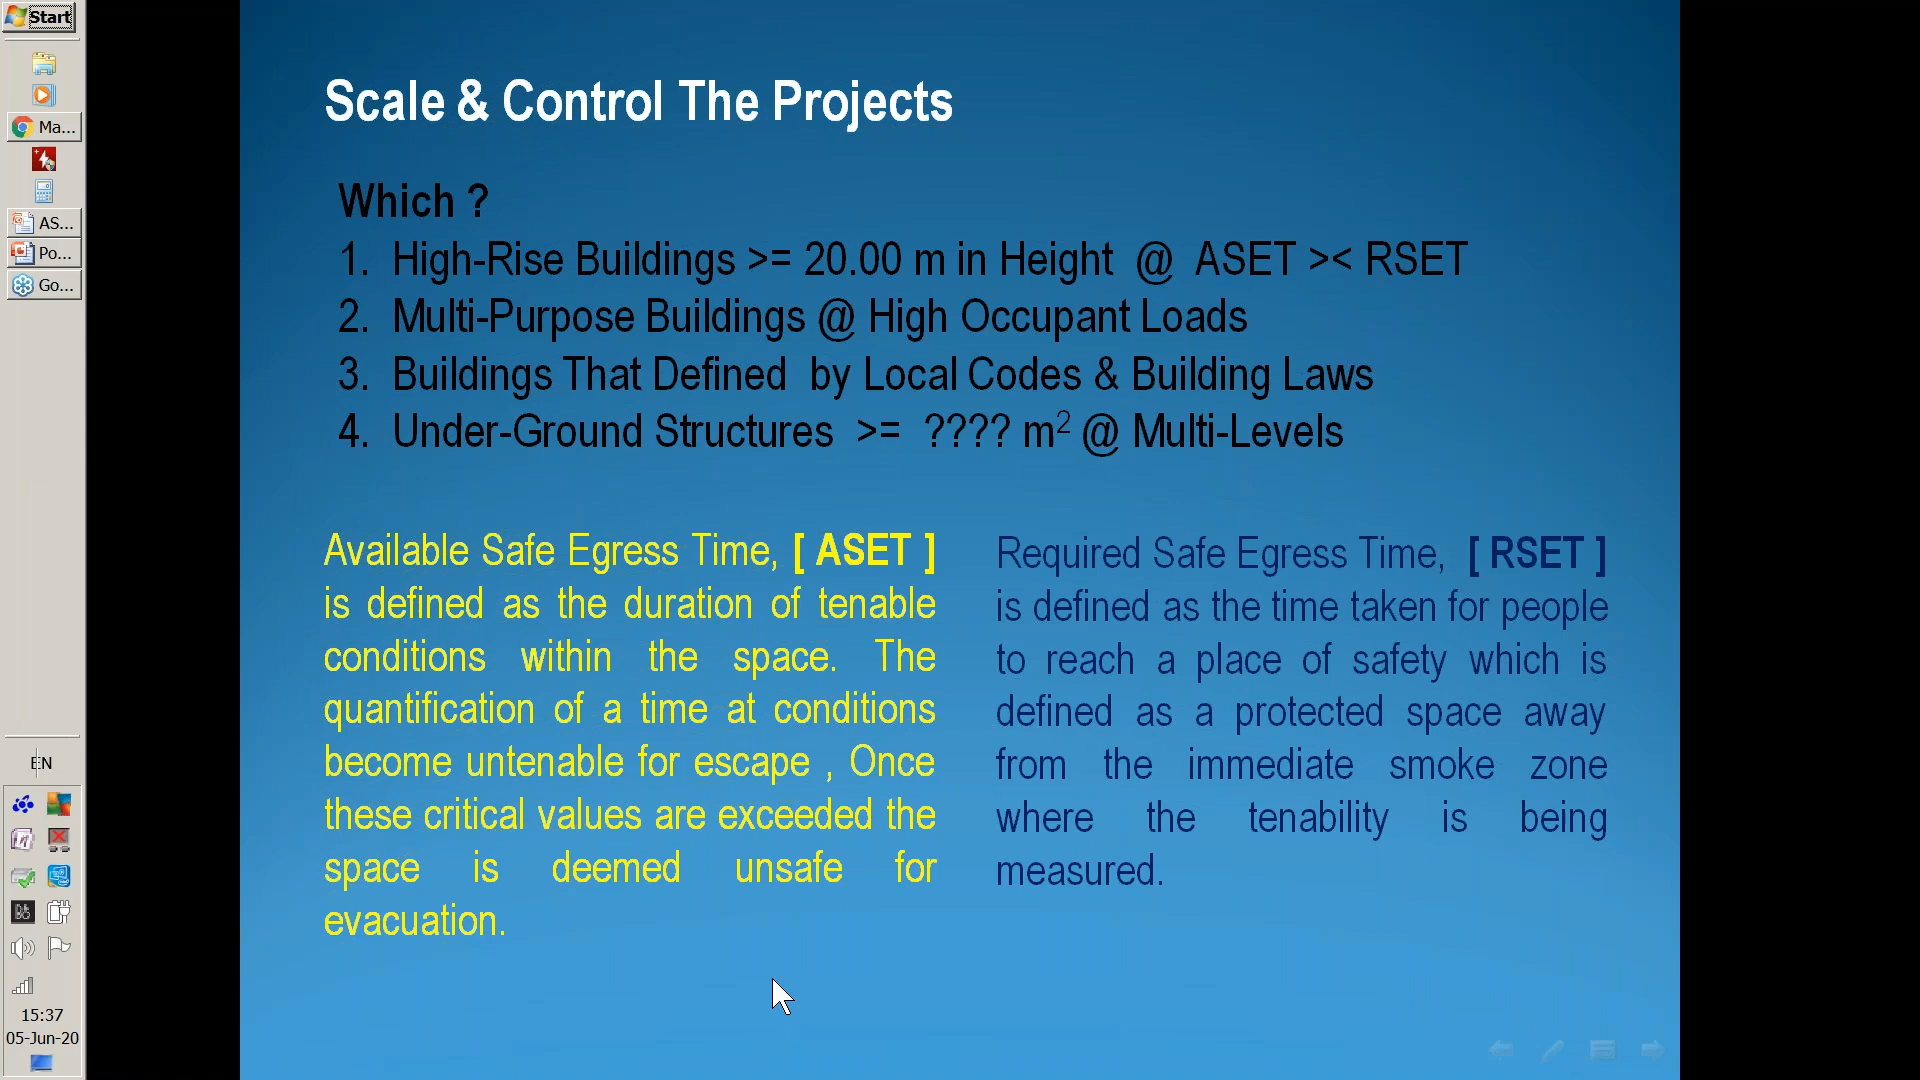 Start
Ma...
AS...
Po...
Go...
EN
15:37
05-Jun-20
Scale & Control The Projects
Which ?
1. High-Rise Buildings >= 20.00 m in Height @ ASET >< RSET
2. Multi-Purpose Buildings @ High Occupant Loads
3. Buildings That Defined by Local Codes & Building Laws
4. Under-Ground Structures >= ???? m² @ Multi-Levels
Available Safe Egress Time, [ ASET ]
is defined as the duration of tenable
conditions within the space. The
quantification of a time at conditions
become untenable for escape , Once
these critical values are exceeded the
space is deemed unsafe for
evacuation.
Required Safe Egress Time, [ RSET ]
is defined as the time taken for people
to reach a place of safety which is
defined as a protected space away
from the immediate smoke zone
where the tenability is being
measured.